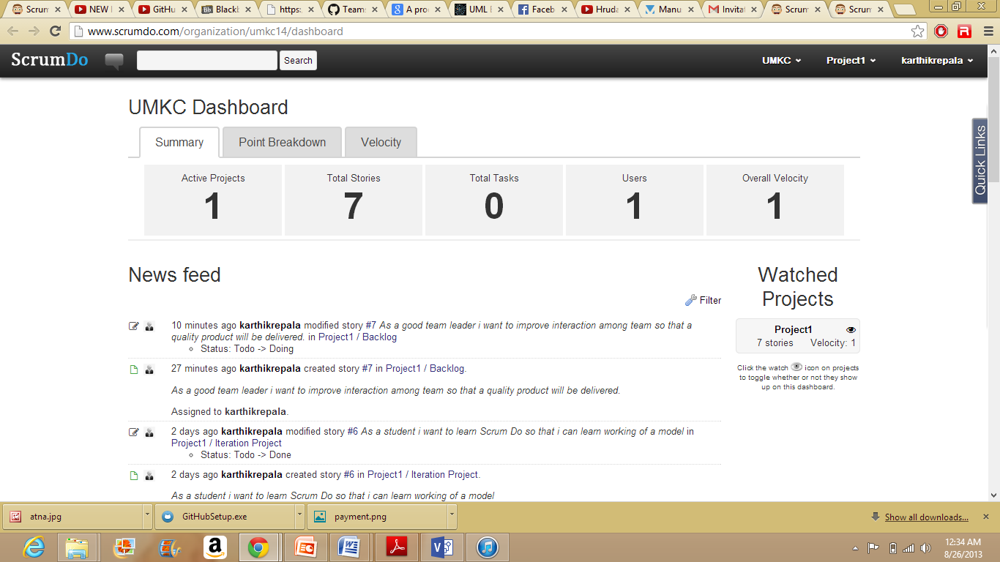 Scrum
NEW
GitHu
Blackb
https:
Team
A pro
UML
Faceb
Hruda
Manu
Invitat
Scrum
Scrum
www.scrumdo.com/organization/umkc14/dashboard
ScrumDo
Search
UMKC
Project1
karthikrepala
UMKC Dashboard
Summary
Point Breakdown
Velocity
Active Projects
1
Total Stories
7
Total Tasks
0
Users
1
Overall Velocity
1
Quick Links
News feed
Filter
10 minutes ago karthikrepala modified story #7 As a good team leader i want to improve interaction among team so that a
quality product will be delivered. in Project1 / Backlog
Status: Todo -> Doing
27 minutes ago karthikrepala created story #7 in Project1 / Backlog.
As a good team leader i want to improve interaction among team so that a quality product will be delivered.
Assigned to karthikrepala.
2 days ago karthikrepala modified story #6 As a student i want to learn Scrum Do so that i can learn working of a model in
Project1 / Iteration Project
Status: Todo -> Done
2 days ago karthikrepala created story #6 in Project1 / Iteration Project.
As a student i want to learn Scrum Do so that i can learn working of a model
Watched
Projects
Project1
7 stories Velocity: 1
Click the watch icon on projects
to toggle whether or not they show
up on this dashboard.
atna.jpg
GitHubSetup.exe
payment.png
Show all downloads...
12:34 AM
8/26/2013